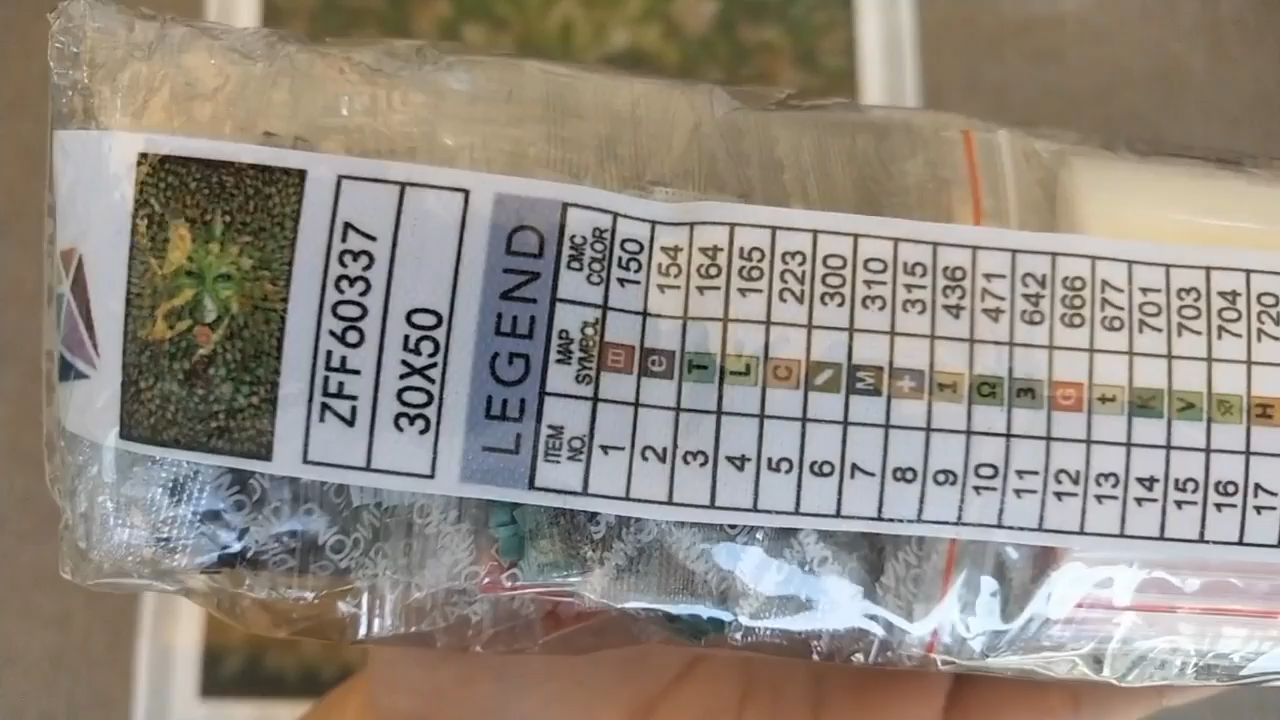 ZFF60337
30X50
LEGEND
ITEM NO. MAP SYMBOL DMC COLOR
1 m 150
2 e 154
3 T 164
4 L 165
5 C 223
6 300
7 M 310
8 + 315
9 1 436
10 Ω 471
11 3 642
12 G 666
13 t 677
14 K 701
15 V 703
16 704
17 H 720